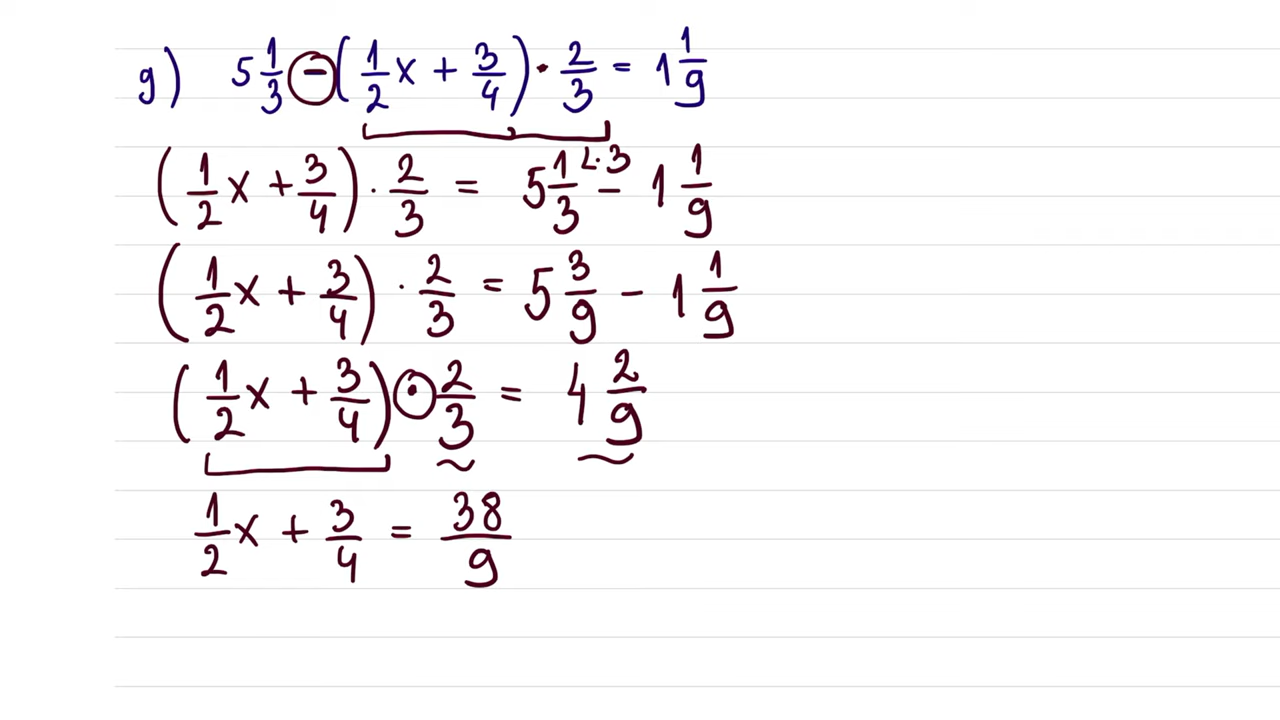 g) 5 1/3 - (1/2 x + 3/4) · 2/3 = 1 1/9
(1/2 x + 3/4) · 2/3 = 5 1/3 L·3 - 1 1/9
(1/2 x + 3/4) · 2/3 = 5 3/9 - 1 1/9
(1/2 x + 3/4) · 2/3 = 4 2/9
1/2 x + 3/4 = 38/9